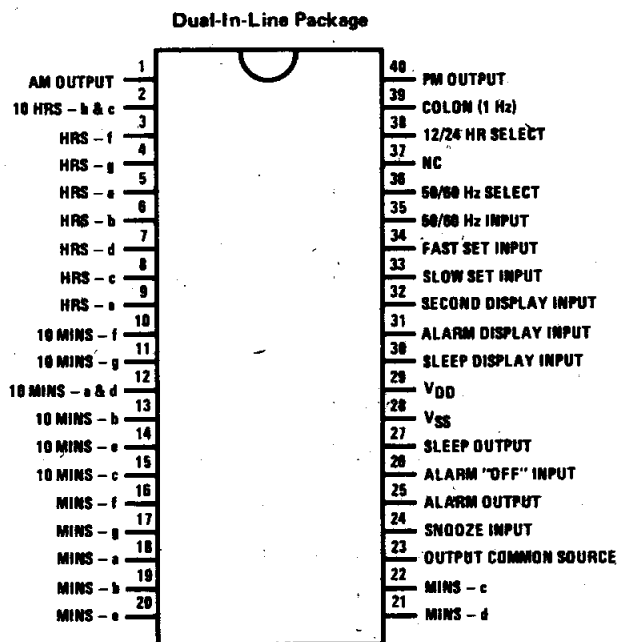 Dual-In-Line Package
1
AM OUTPUT
2
10 HRS – b & c
3
HRS – f
4
HRS – g
5
HRS – a
6
HRS – b
7
HRS – d
8
HRS – c
9
HRS – e
10
10 MINS – f
11
10 MINS – g
12
10 MINS – a & d
13
10 MINS – b
14
10 MINS – e
15
10 MINS – c
16
MINS – f
17
MINS – g
18
MINS – a
19
MINS – b
20
MINS – e
40
PM OUTPUT
39
COLON (1 Hz)
38
12/24 HR SELECT
37
NC
36
50/60 Hz SELECT
35
50/60 Hz INPUT
34
FAST SET INPUT
33
SLOW SET INPUT
32
SECOND DISPLAY INPUT
31
ALARM DISPLAY INPUT
30
SLEEP DISPLAY INPUT
29
VDD
28
VSS
27
SLEEP OUTPUT
26
ALARM "OFF" INPUT
25
ALARM OUTPUT
24
SNOOZE INPUT
23
OUTPUT COMMON SOURCE
22
MINS – c
21
MINS – d